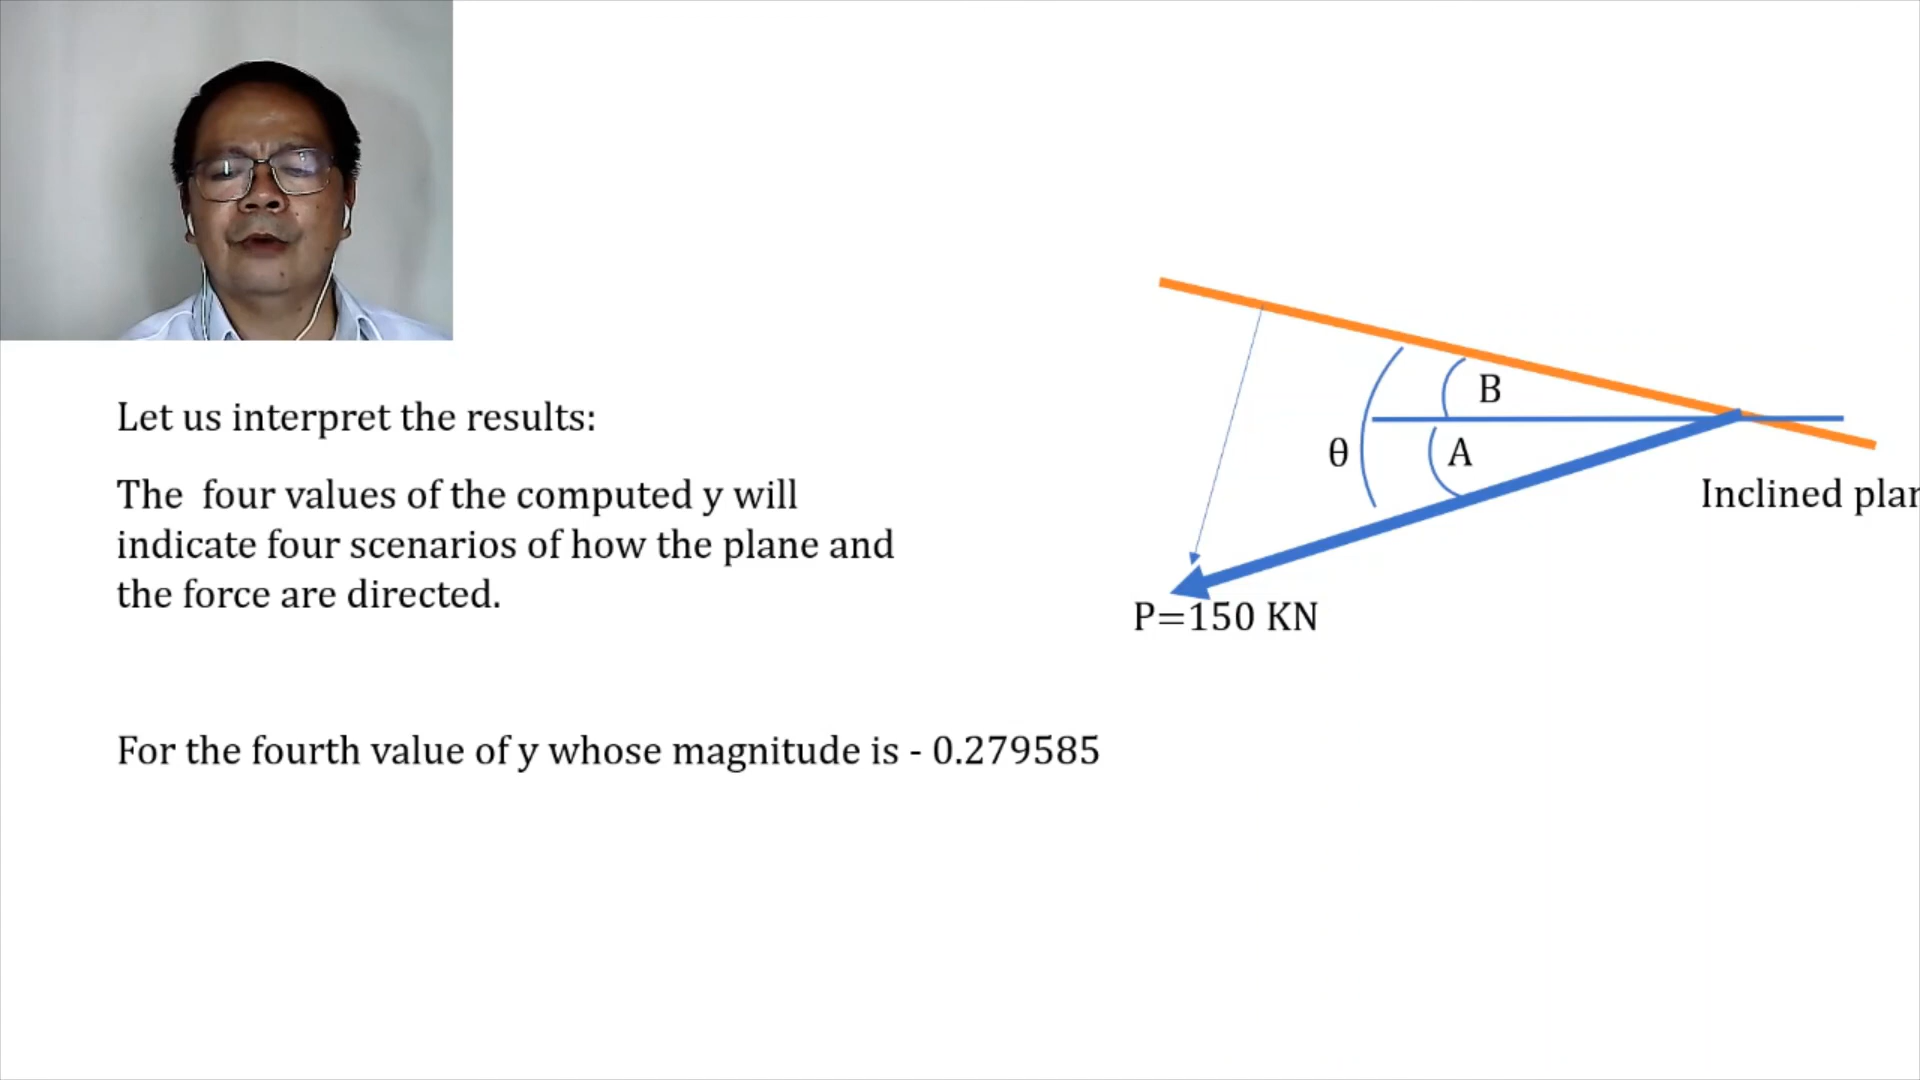 Let us interpret the results:
The four values of the computed y will
indicate four scenarios of how the plane and
the force are directed.
For the fourth value of y whose magnitude is - 0.279585
B
θ
A
Inclined plan
P=150 KN